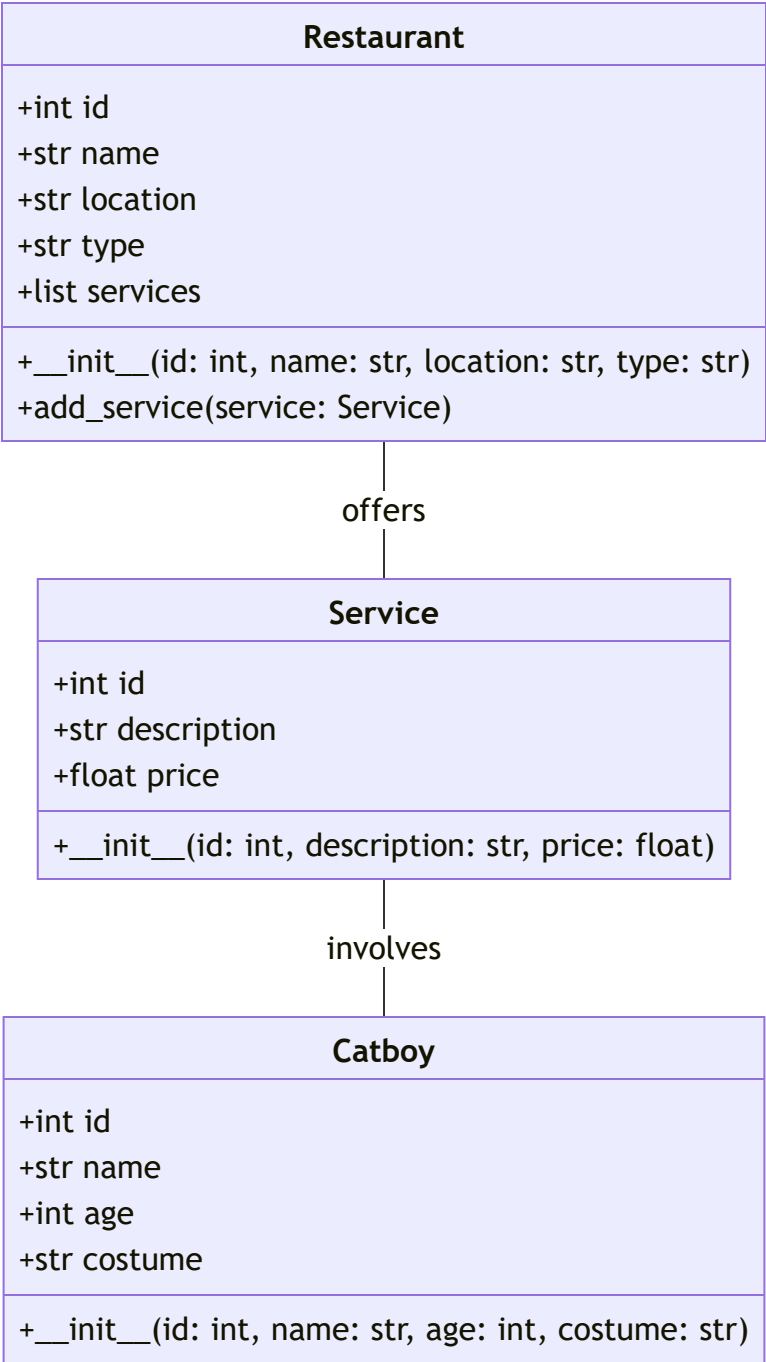 Restaurant
+int id
+str name
+str location
+str type
+list services
+__init__(id: int, name: str, location: str, type: str)
+add_service(service: Service)
offers
Service
+int id
+str description
+float price
+__init__(id: int, description: str, price: float)
involves
Catboy
+int id
+str name
+int age
+str costume
+__init__(id: int, name: str, age: int, costume: str)